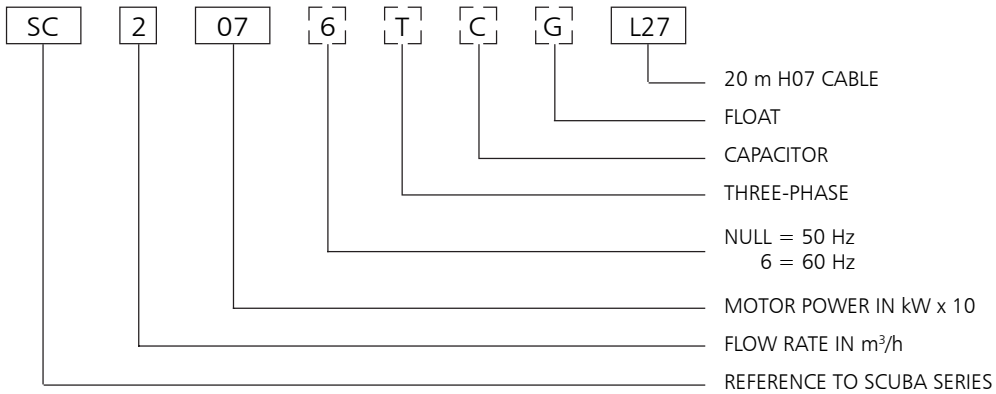 SC 2 07 6 T C G L27
20 m H07 CABLE
FLOAT
CAPACITOR
THREE-PHASE
NULL = 50 Hz
6 = 60 Hz
MOTOR POWER IN kW x 10
FLOW RATE IN m³/h
REFERENCE TO SCUBA SERIES